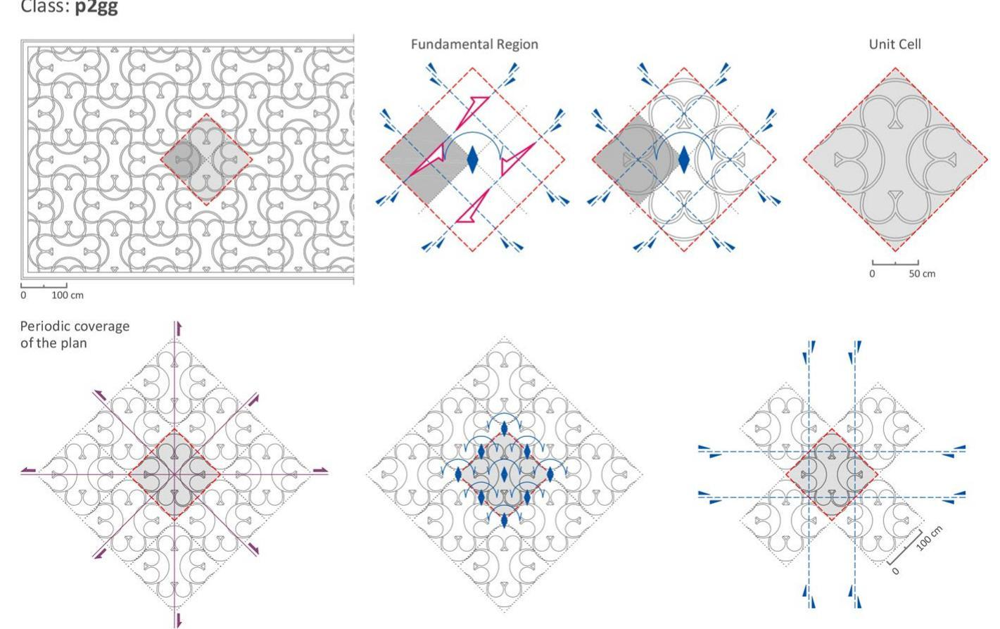 Class: p2gg
Fundamental Region
Unit Cell
0 50 cm
0 100 cm
Periodic coverage
of the plan
0 100 cm